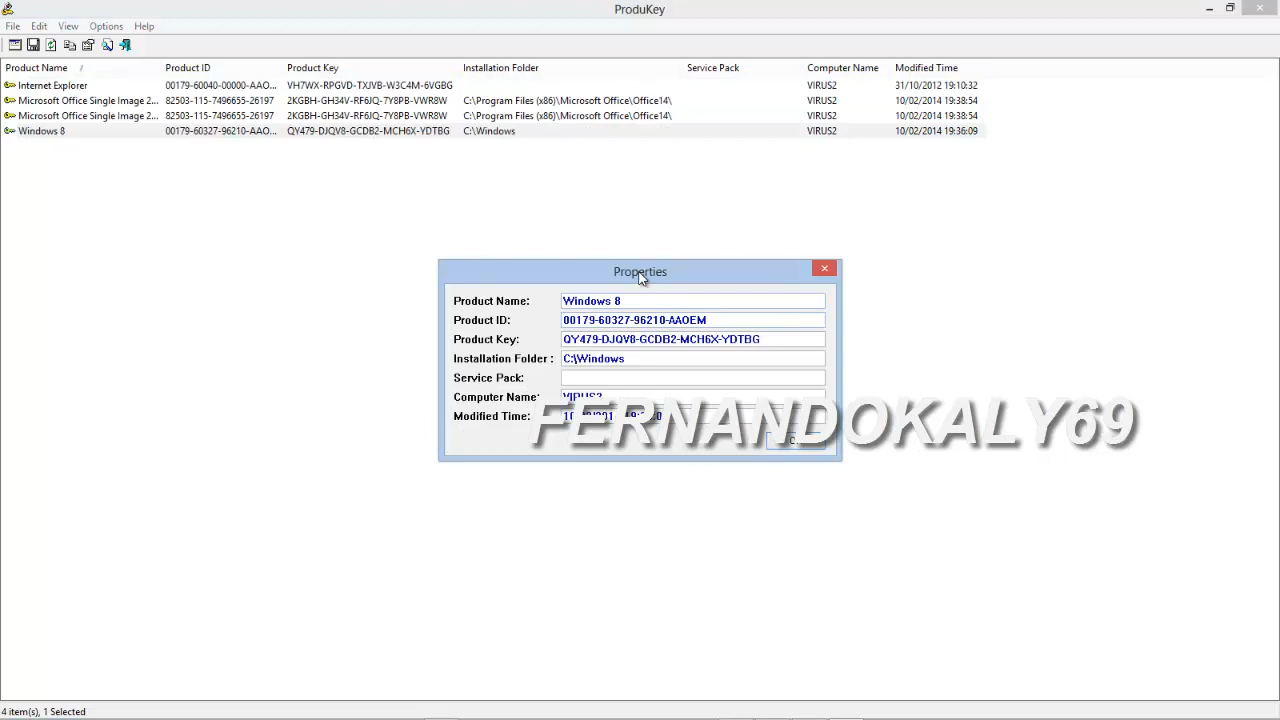 ProduKey
File Edit View Options Help
Product Name / Product ID Product Key Installation Folder Service Pack Computer Name Modified Time
Internet Explorer 00179-60040-00000-AAO... VH7WX-RPGVD-TXJVB-W3C4M-6VGBG VIRUS2 31/10/2012 19:10:32
Microsoft Office Single Image 2... 82503-115-7496655-26197 2KGBH-GH34V-RF6JQ-7Y8PB-VWR8W C:\Program Files (x86)\Microsoft Office\Office14\ VIRUS2 10/02/2014 19:38:54
Microsoft Office Single Image 2... 82503-115-7496655-26197 2KGBH-GH34V-RF6JQ-7Y8PB-VWR8W C:\Program Files (x86)\Microsoft Office\Office14\ VIRUS2 10/02/2014 19:38:54
Windows 8 00179-60327-96210-AAO... QY479-DJQV8-GCDB2-MCH6X-YDTBG C:\Windows VIRUS2 10/02/2014 19:36:09
Properties
Product Name: Windows 8
Product ID: 00179-60327-96210-AAOEM
Product Key: QY479-DJQV8-GCDB2-MCH6X-YDTBG
Installation Folder : C:\Windows
Service Pack:
Computer Name: VIRUS2
Modified Time:
FERNANDOKALY69
4 item(s), 1 Selected